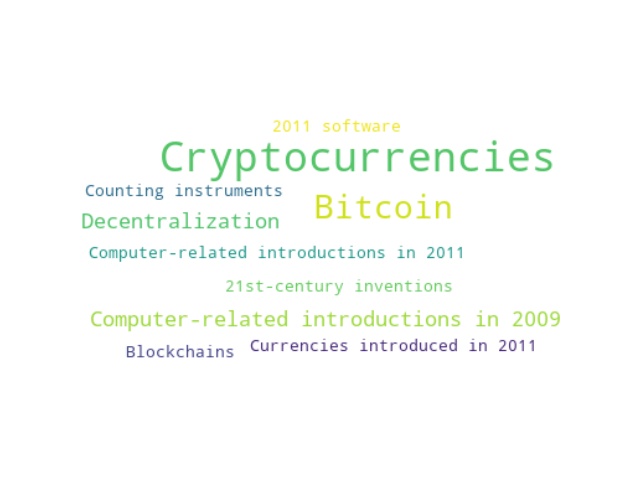 2011 software
Cryptocurrencies
Counting instruments
Bitcoin
Decentralization
Computer-related introductions in 2011
21st-century inventions
Computer-related introductions in 2009
Blockchains
Currencies introduced in 2011